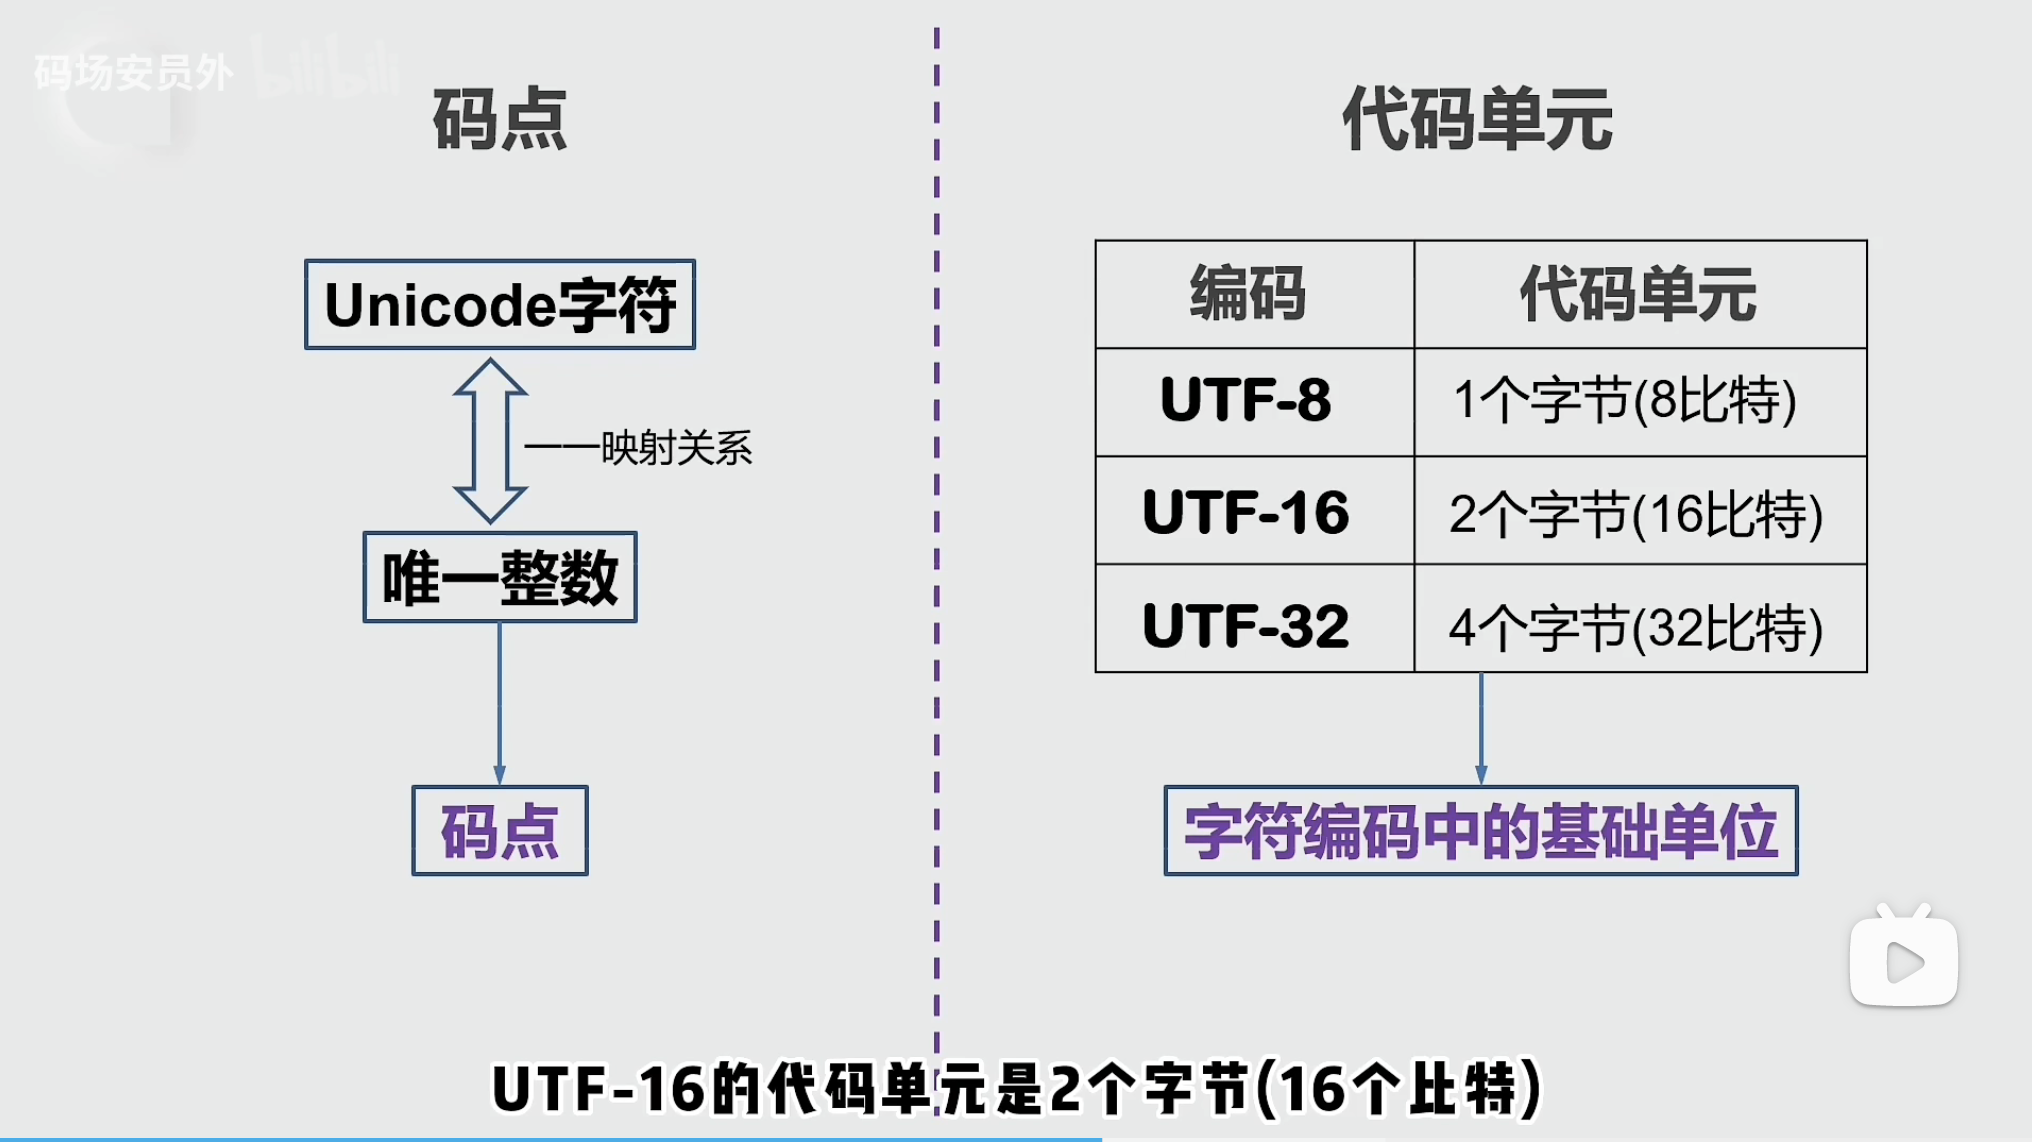 码场安员外 bilibili
码点
Unicode字符
一一映射关系
唯一整数
码点
代码单元
编码 代码单元
UTF-8 1个字节(8比特)
UTF-16 2个字节(16比特)
UTF-32 4个字节(32比特)
字符编码中的基础单位
UTF-16的代码单元是2个字节(16个比特)